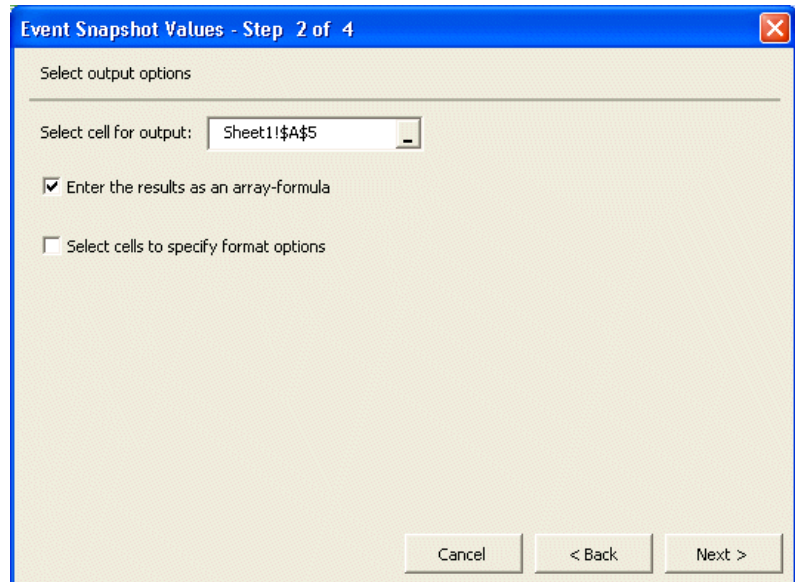 Event Snapshot Values - Step 2 of 4
Select output options
Select cell for output: Sheet1!$A$5
Enter the results as an array-formula
Select cells to specify format options
Cancel < Back Next >